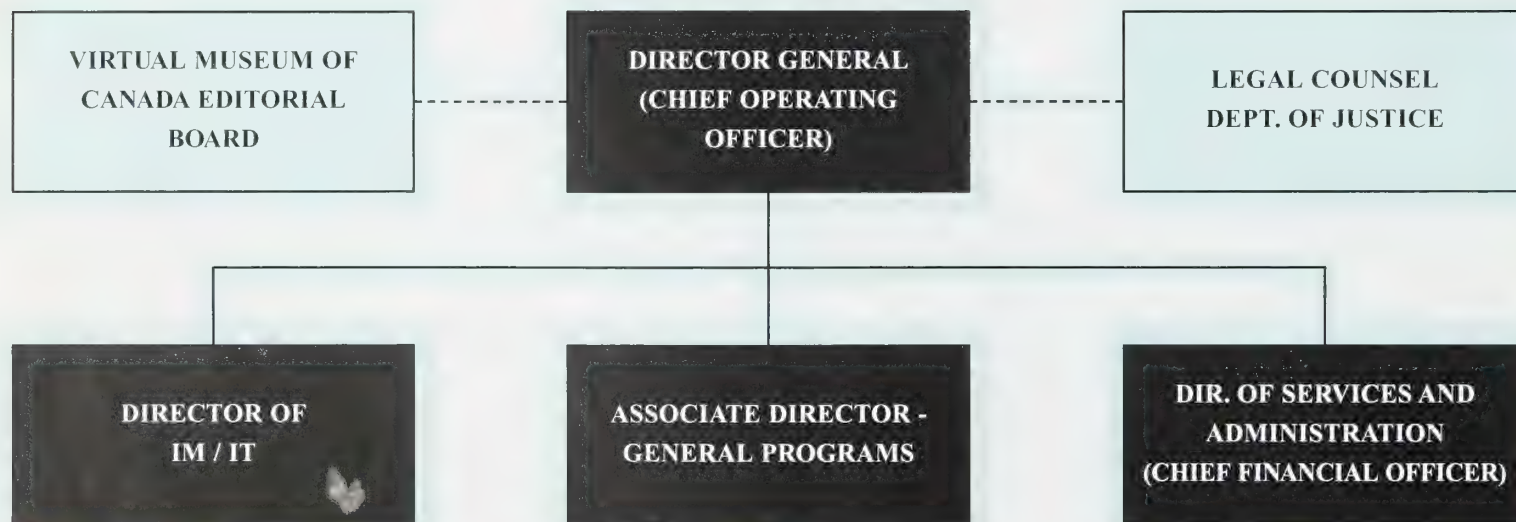 VIRTUAL MUSEUM OF
CANADA EDITORIAL
BOARD
DIRECTOR GENERAL
(CHIEF OPERATING
OFFICER)
LEGAL COUNSEL
DEPT. OF JUSTICE
DIRECTOR OF
IM / IT
ASSOCIATE DIRECTOR -
GENERAL PROGRAMS
DIR. OF SERVICES AND
ADMINISTRATION
(CHIEF FINANCIAL OFFICER)